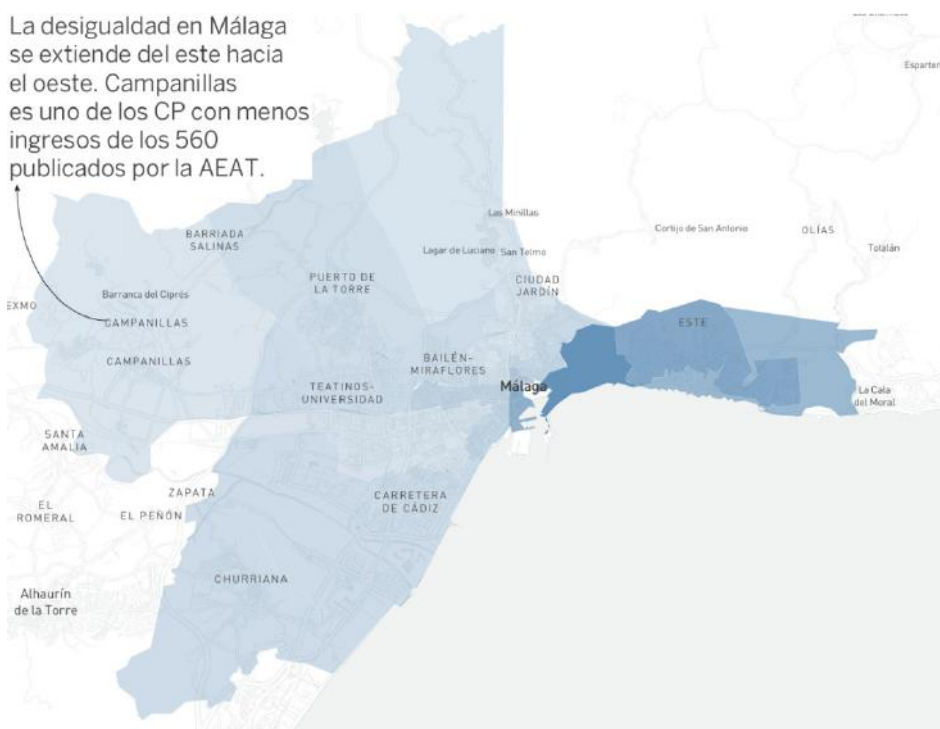 La desigualdad en Málaga
se extiende del este hacia
el oeste. Campanillas
es uno de los CP con menos
ingresos de los 560
publicados por la AEAT.
Esparter
Las Minillas
BARRIADA
SALINAS
Cortijo de San Antonio
OLÍAS
Lagar de Luciano
San Telmo
Totalán
PUERTO DE
LA TORRE
CIUDAD
JARDÍN
Barranca del Ciprés
EXMO
CAMPANILLAS
ESTE
CAMPANILLAS
BAILÉN-
MIRAFLORES
TEATINOS-
UNIVERSIDAD
Málaga
La Cala
del Moral
SANTA
AMALIA
ZAPATA
CARRETERA
DE CÁDIZ
EL
ROMERAL
EL PEÑÓN
CHURRIANA
Alhaurín
de la Torre